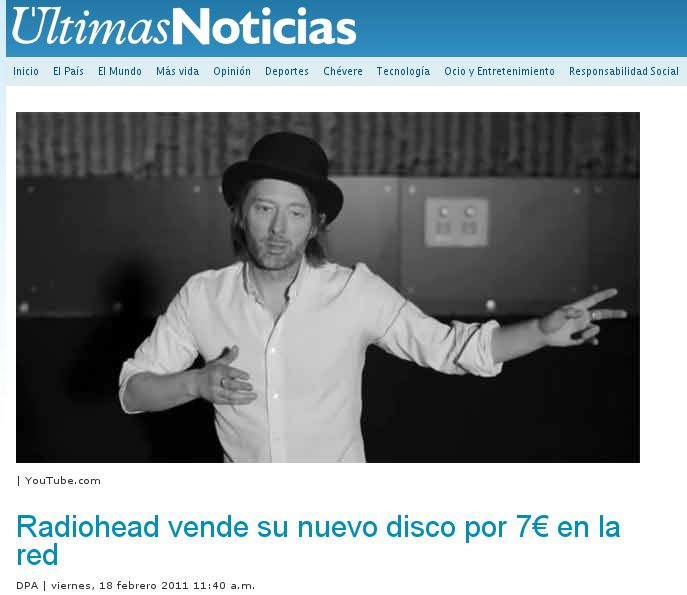 ÚltimasNoticias
Inicio El País El Mundo Más vida Opinión Deportes Chévere Tecnología Ocio y Entretenimiento Responsabilidad Social
| YouTube.com
Radiohead vende su nuevo disco por 7€ en la
red
DPA | viernes, 18 febrero 2011 11:40 a.m.